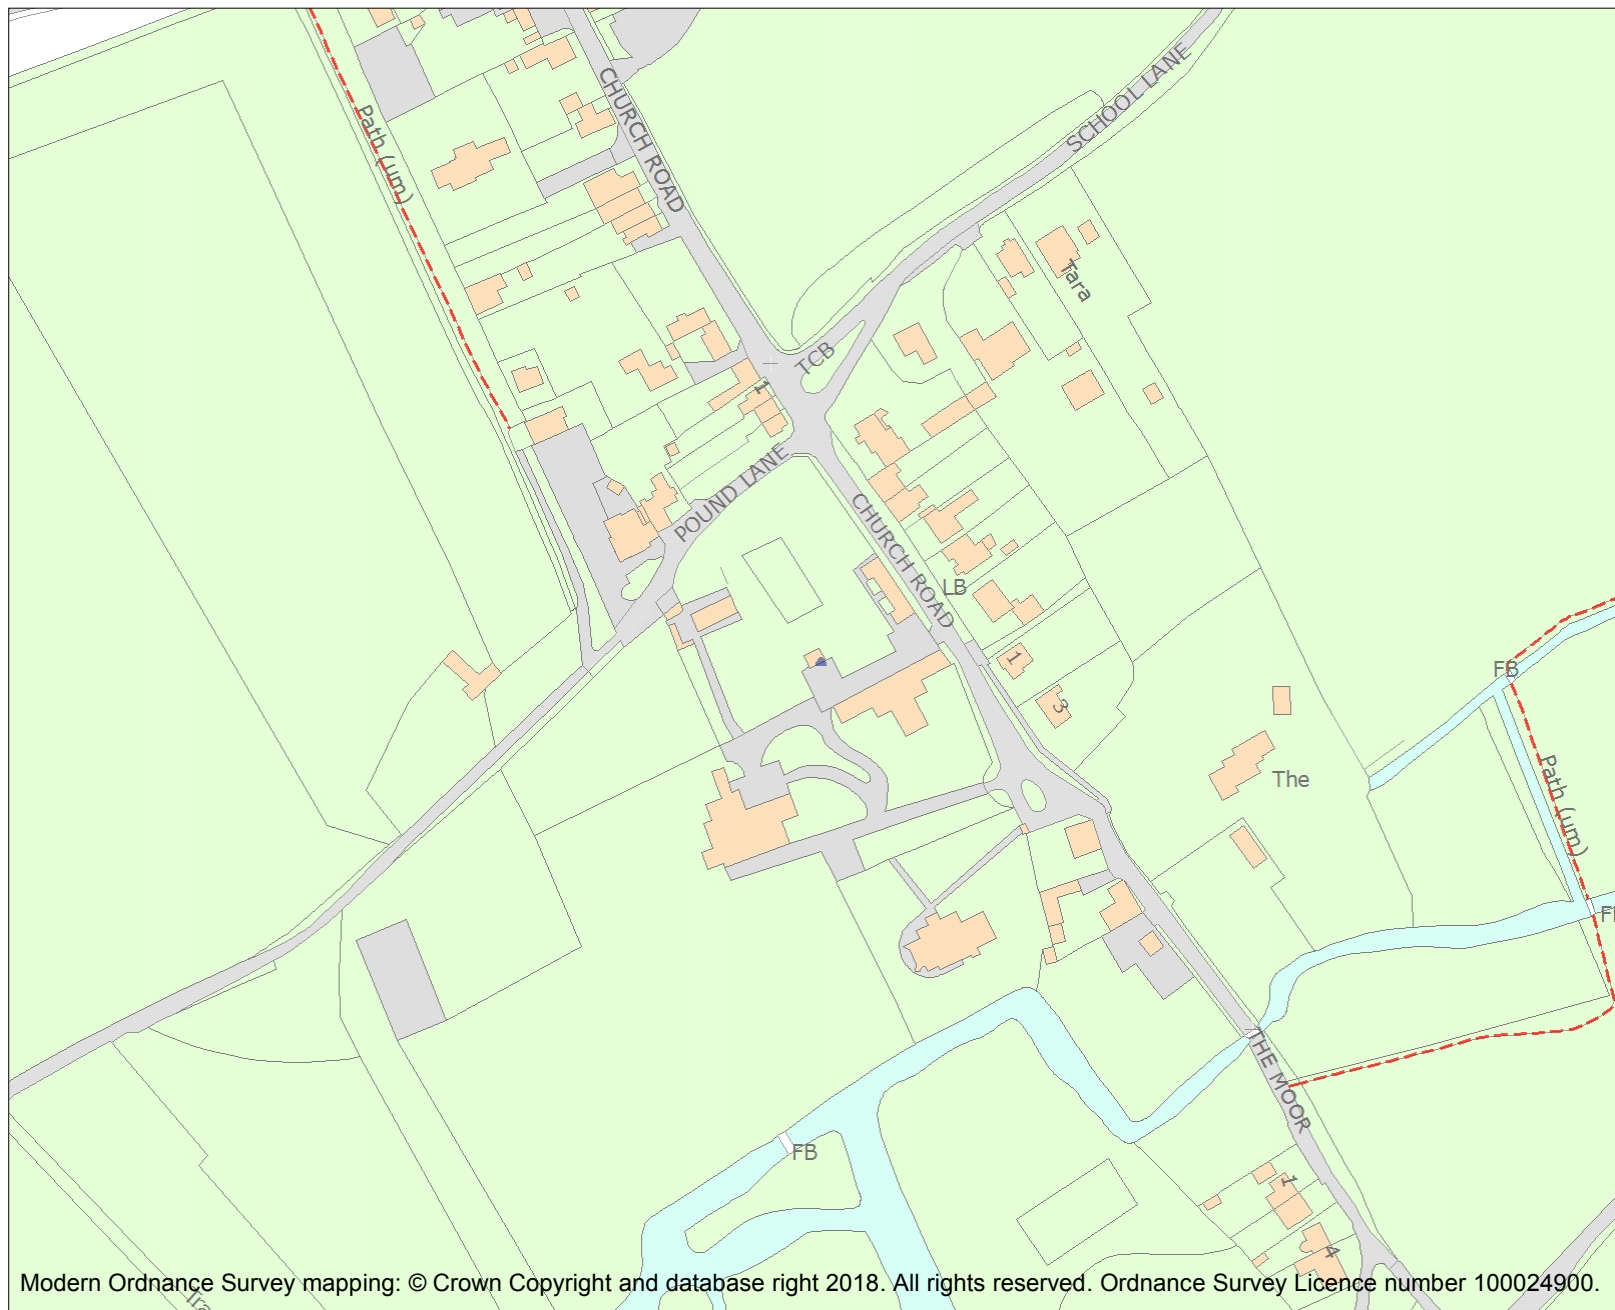 CHURCH ROAD
SCHOOL LANE
Path (um)
Tara
TCB
1
POUND LANE
CHURCH ROAD
LB
1
3
FB
The
Path (um)
THE MOOR
FB
1
4
Modern Ordnance Survey mapping: © Crown Copyright and database right 2018. All rights reserved. Ordnance Survey Licence number 100024900.